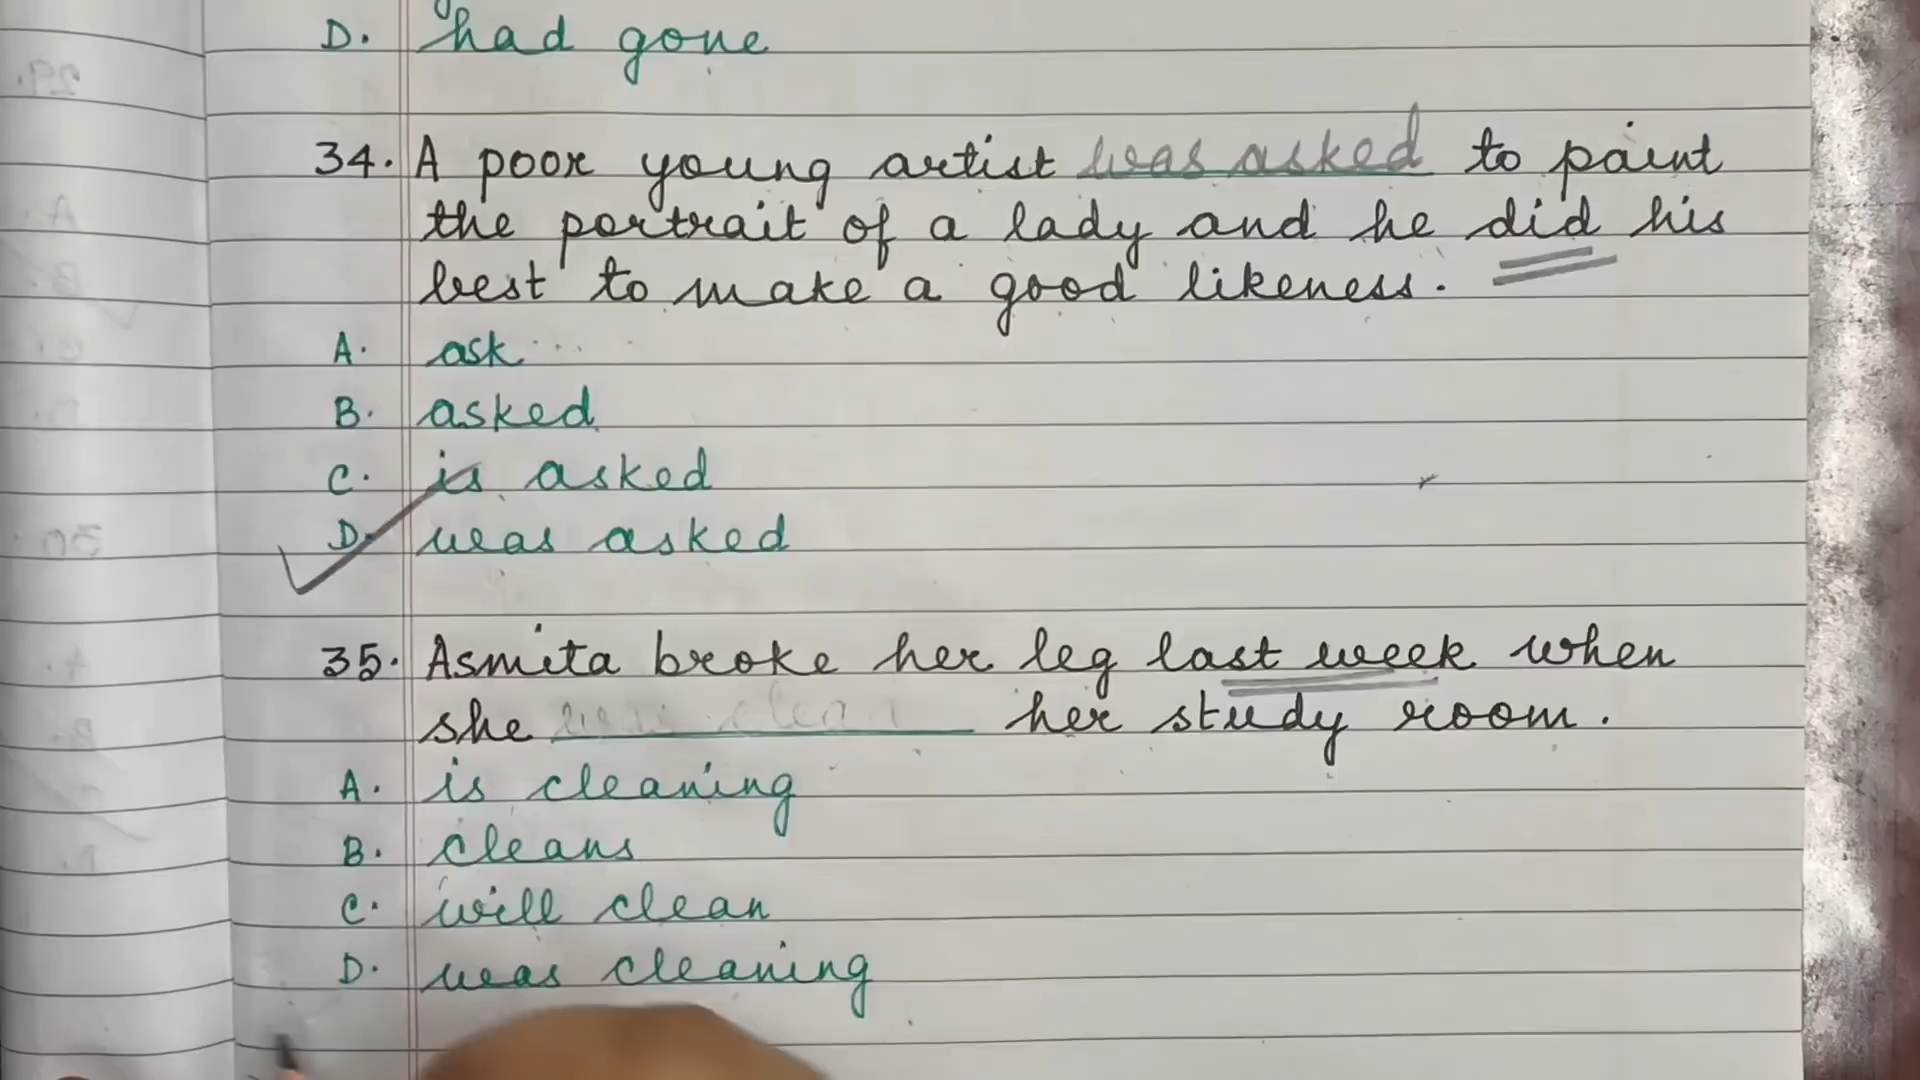 D. had gone
34. A poor young artist was asked to paint
the portrait of a lady and he did his
best to make a good likeness.
A. ask
B. asked
C. is asked
D. was asked
35. Asmita broke her leg last week when
she was clean her study room.
A. is cleaning
B. cleans
C. will clean
D. was cleaning